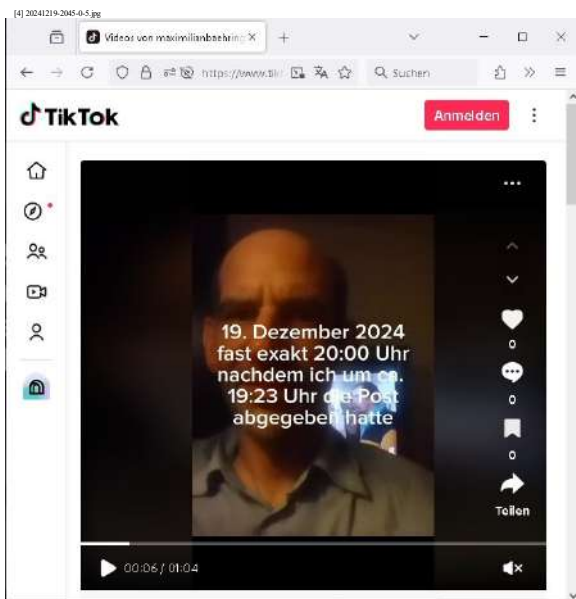 [4] 20241219-2045-0-5.jpg
Videos von maximilianbaehring
https://www.tik
Suchen
TikTok
Anmelden
19. Dezember 2024
fast exakt 20:00 Uhr
nachdem ich um ca.
19:23 Uhr die Post
abgegeben hatte
0
0
0
Teilen
00:06 / 01:04